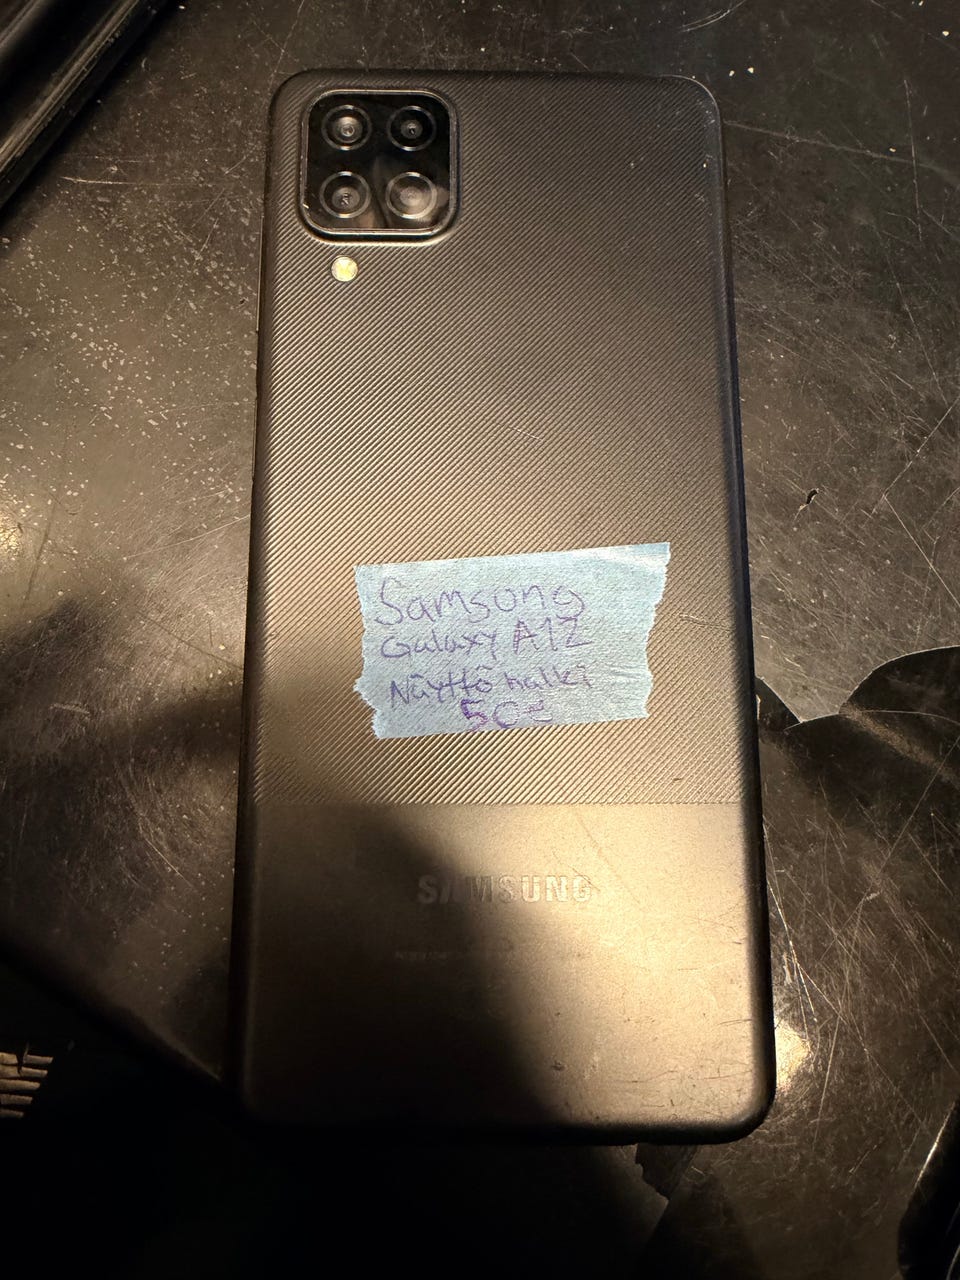 Samsung
Galaxy A12
Näyttö halki
50€
SAMSUNG